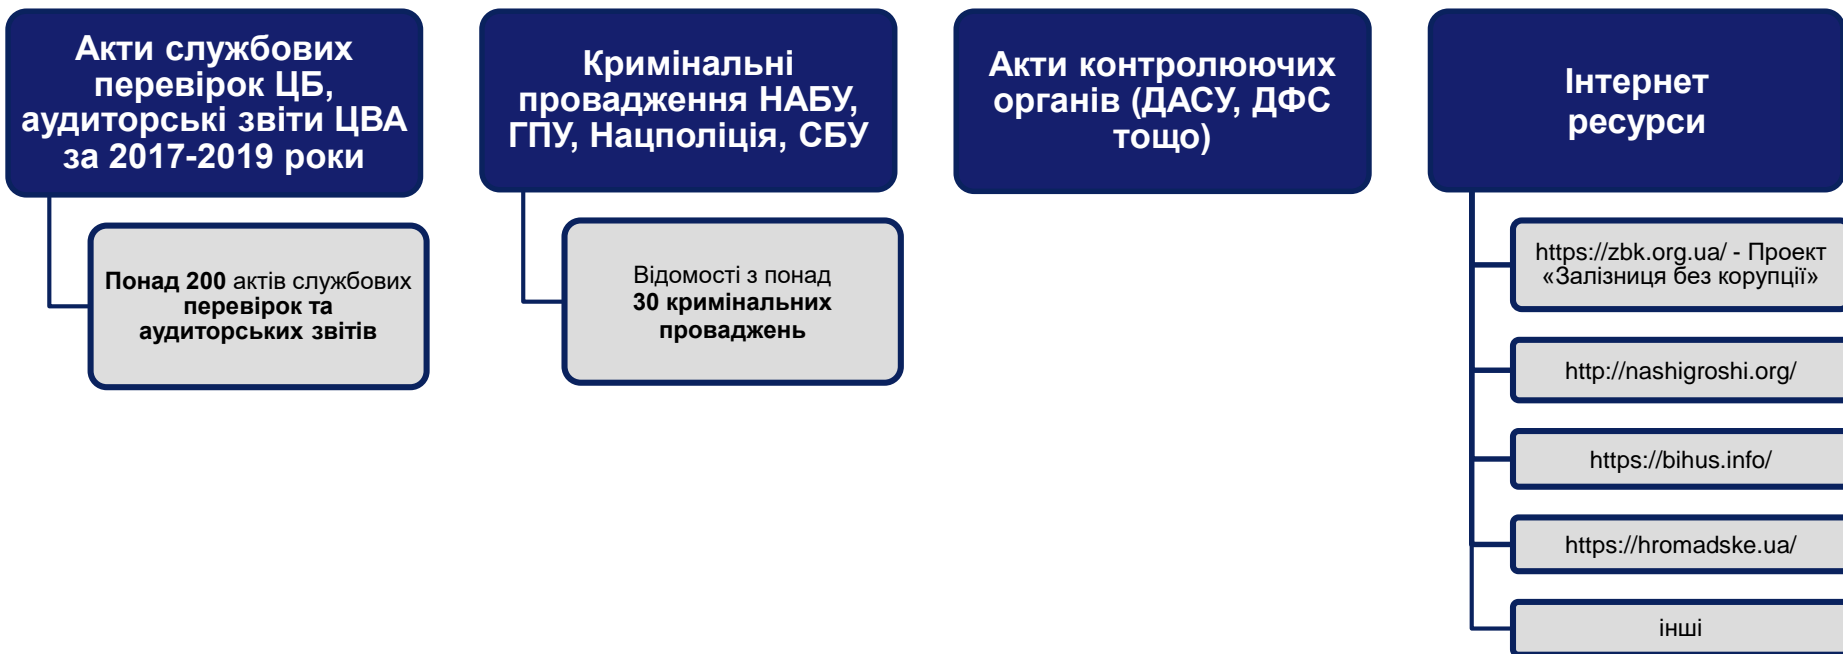 Акти службових
перевірок ЦБ,
аудиторські звіти ЦВА
за 2017-2019 роки
Понад 200 актів службових
перевірок та
аудиторських звітів
Кримінальні
провадження НАБУ,
ГПУ, Нацполіція, СБУ
Відомості з понад
30 кримінальних
проваджень
Акти контролюючих
органів (ДАСУ, ДФС
тощо)
Інтернет
ресурси
https://zbk.org.ua/ - Проект
«Залізниця без корупції»
http://nashigroshi.org/
https://bihus.info/
https://hromadske.ua/
інші